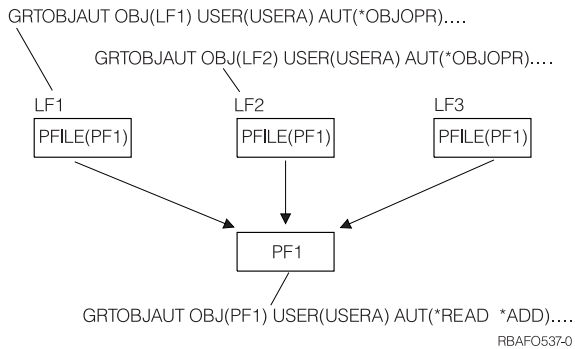 GRTOBJAUT OBJ(LF1) USER(USERA) AUT(*OBJOPR)....
GRTOBJAUT OBJ(LF2) USER(USERA) AUT(*OBJOPR)....
LF1 LF2 LF3
PFILE(PF1) PFILE(PF1) PFILE(PF1)
PF1
GRTOBJAUT OBJ(PF1) USER(USERA) AUT(*READ *ADD)....
RBAFO537-0